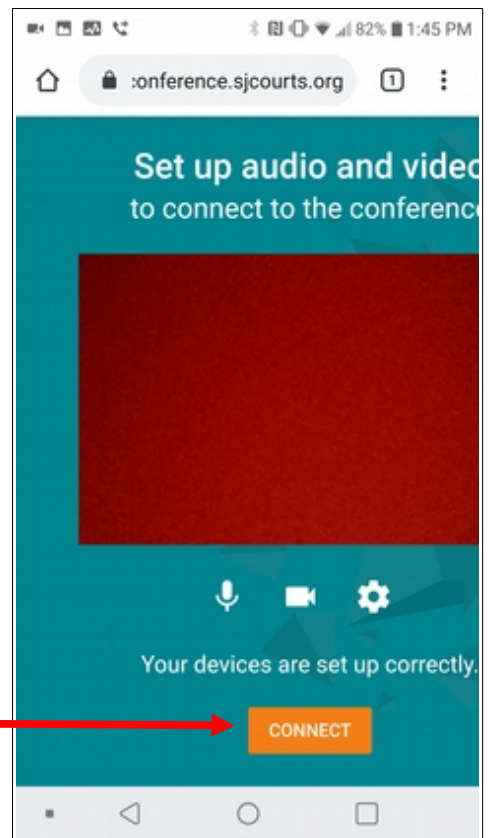 82% 1:45 PM
:onference.sjcourts.org 1
Set up audio and videc
to connect to the conference
Your devices are set up correctly.
CONNECT